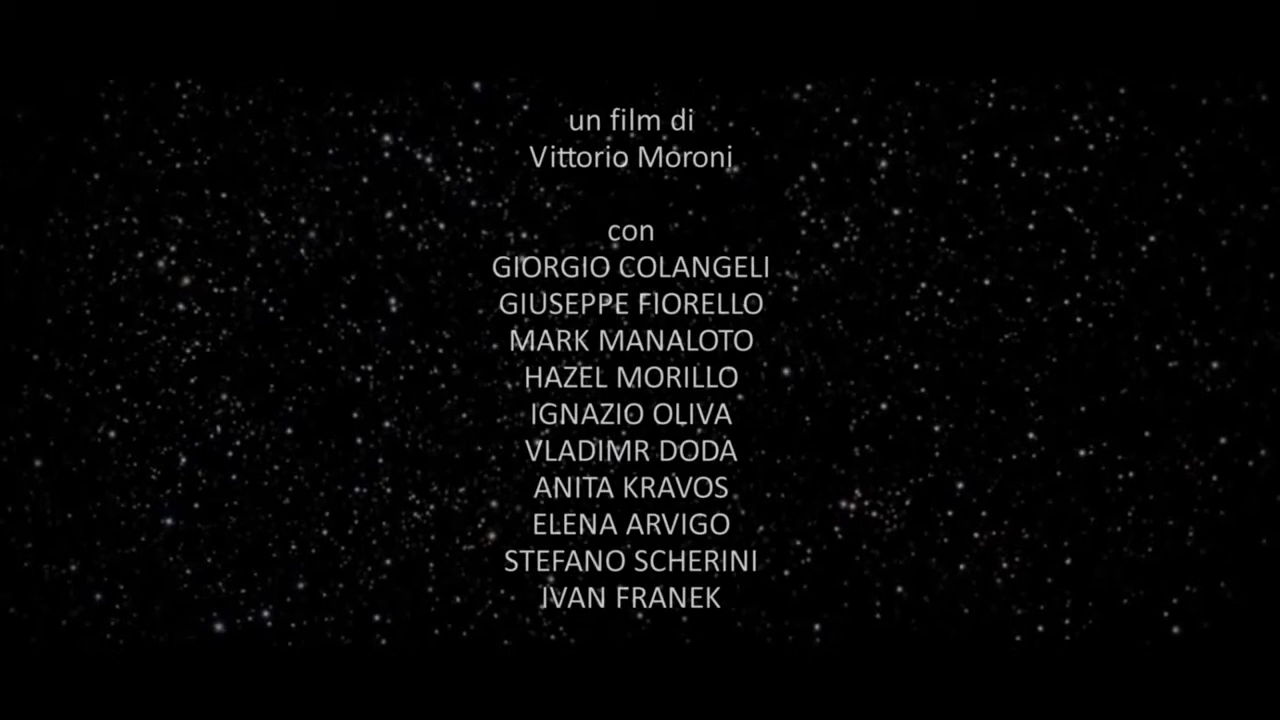 un film di
Vittorio Moroni
con
GIORGIO COLANGELI
GIUSEPPE FIORELLO
MARK MANALOTO
HAZEL MORILLO
IGNAZIO OLIVA
VLADIMR DODA
ANITA KRAVOS
ELENA ARVIGO
STEFANO SCHERINI
IVAN FRANEK